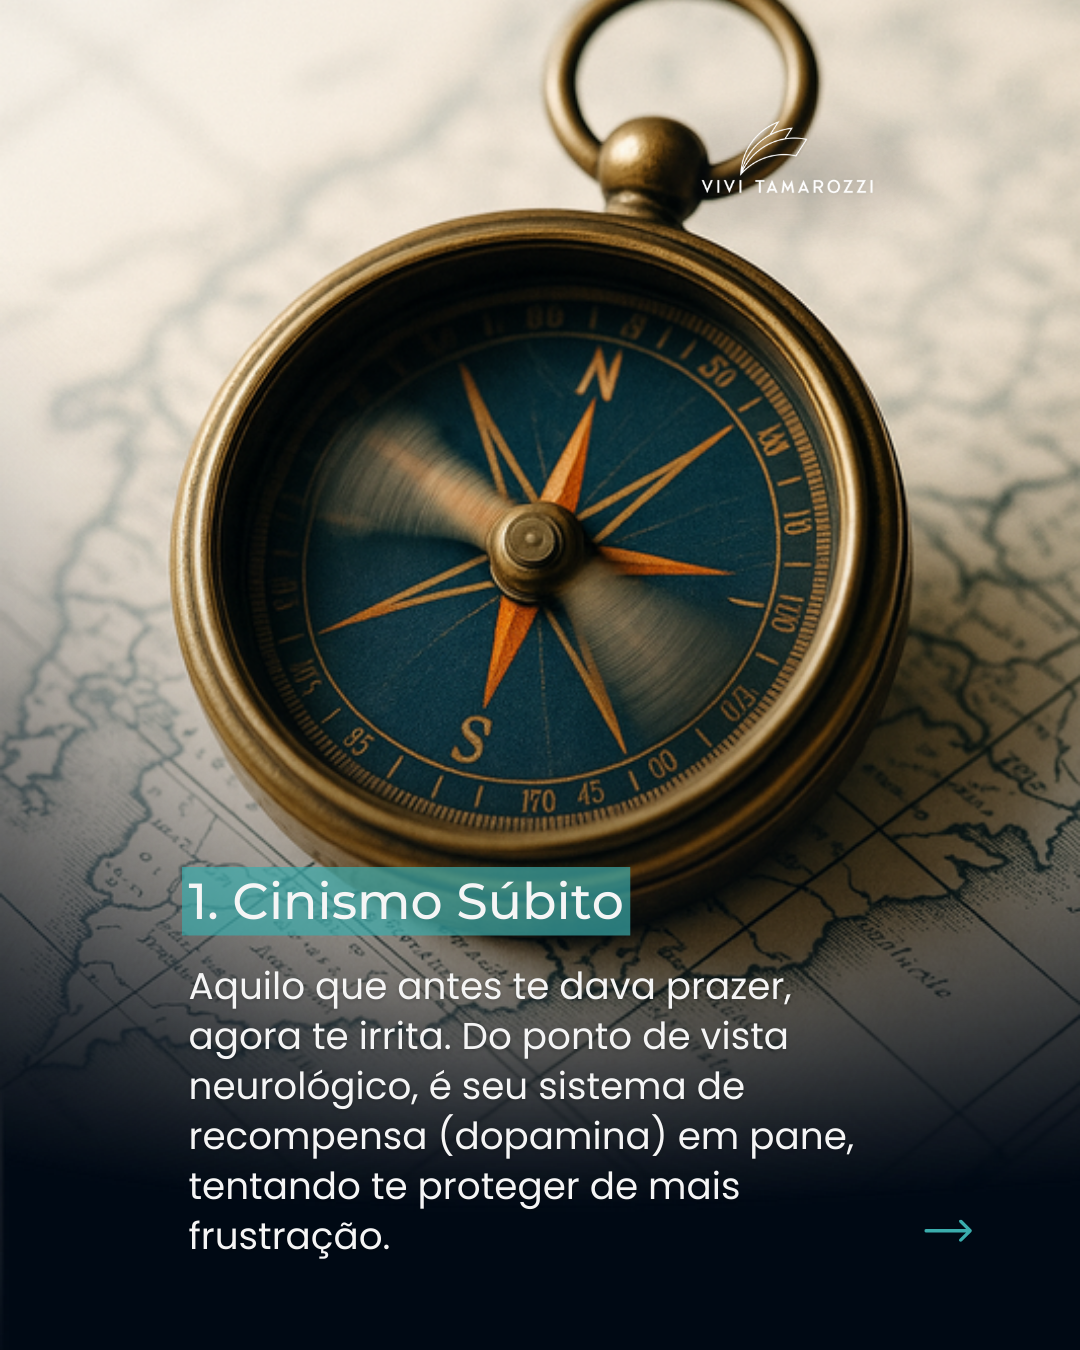 VIVI TAMAROZZI
N
S
50
85
170
45
00
1. Cinismo Súbito
Aquilo que antes te dava prazer,
agora te irrita. Do ponto de vista
neurológico, é seu sistema de
recompensa (dopamina) em pane,
tentando te proteger de mais
frustração.